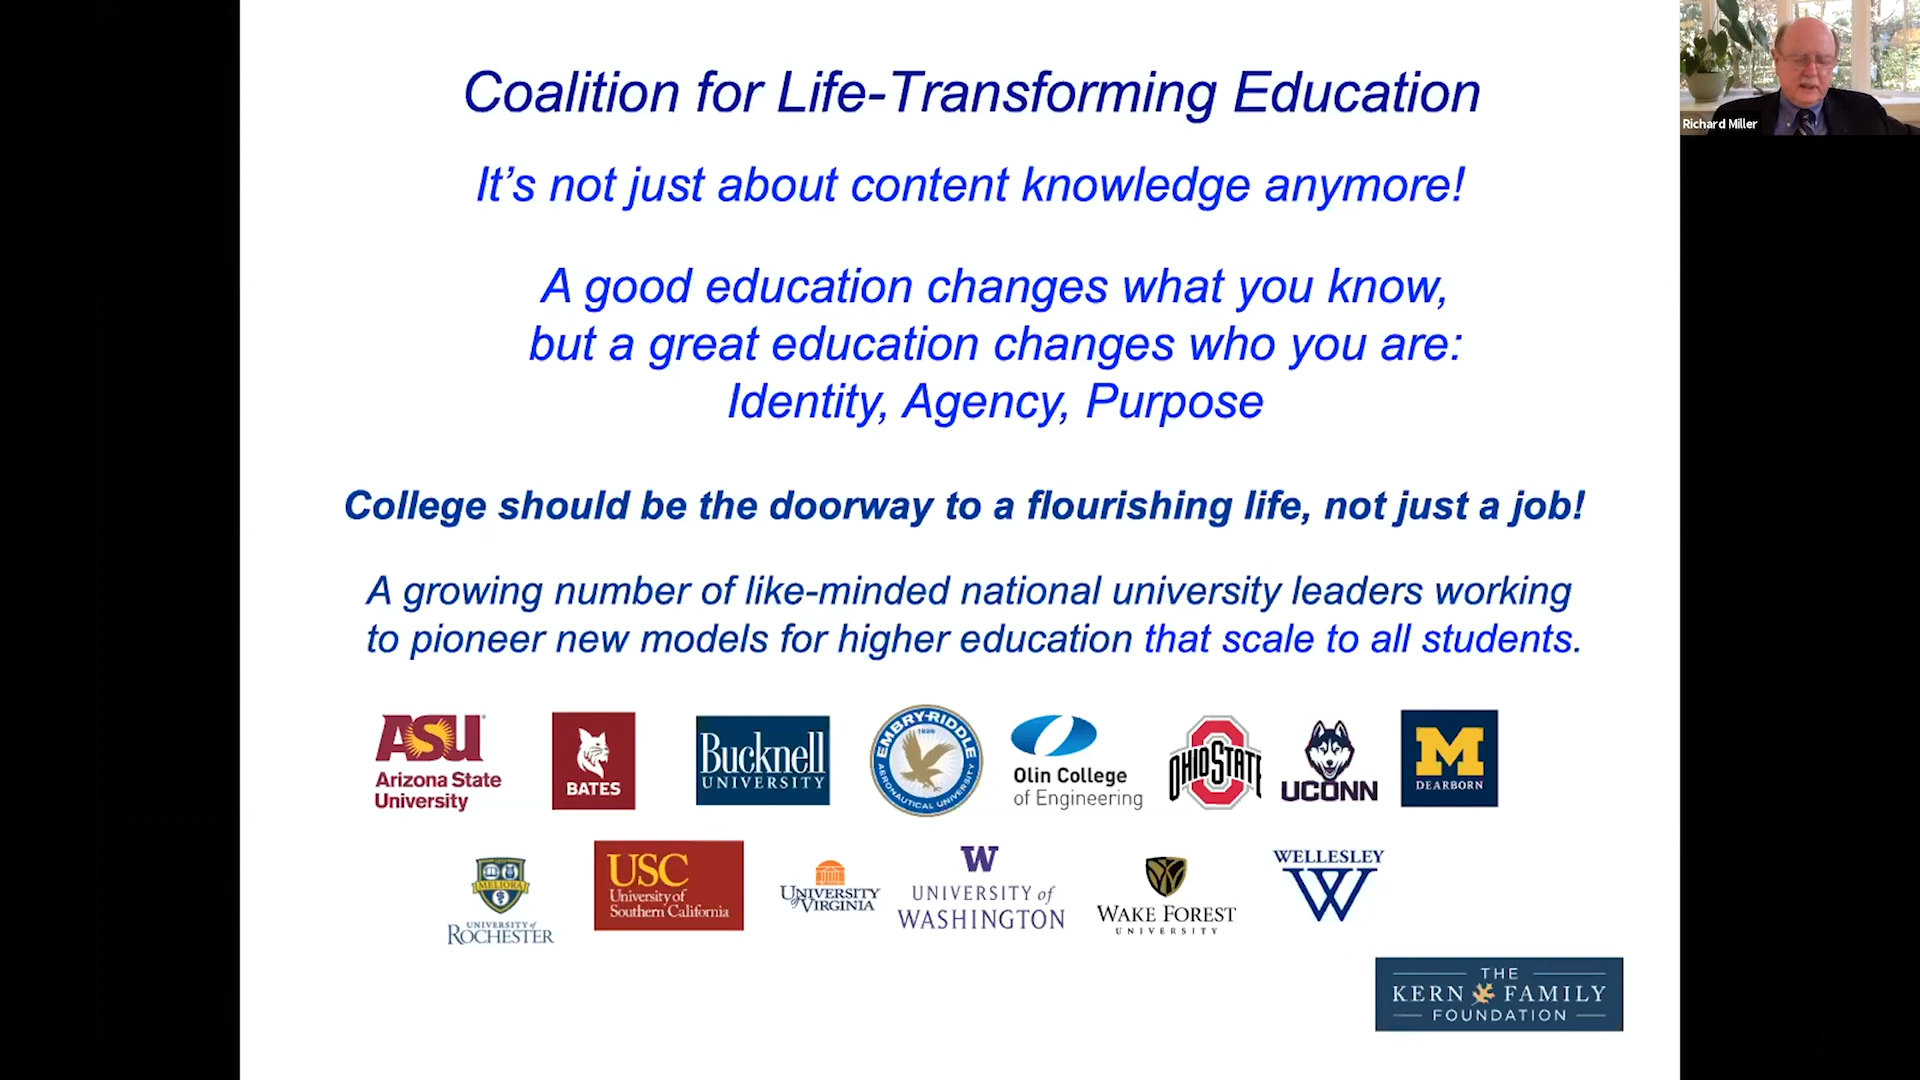 Coalition for Life-Transforming Education
Richard Miller
It's not just about content knowledge anymore!
A good education changes what you know,
but a great education changes who you are:
Identity, Agency, Purpose
College should be the doorway to a flourishing life, not just a job!
A growing number of like-minded national university leaders working
to pioneer new models for higher education that scale to all students.
ASU
Arizona State
University
BATES
Bucknell
UNIVERSITY
EMBRY-RIDDLE
1926
AERONAUTICAL UNIVERSITY
Olin College
of Engineering
OHIO STATE
UCONN
M
DEARBORN
MELIORA
UNIVERSITY of
ROCHESTER
USC
University of
Southern California
UNIVERSITY
of VIRGINIA
W
UNIVERSITY of
WASHINGTON
WAKE FOREST
UNIVERSITY
WELLESLEY
W
THE
KERN FAMILY
FOUNDATION